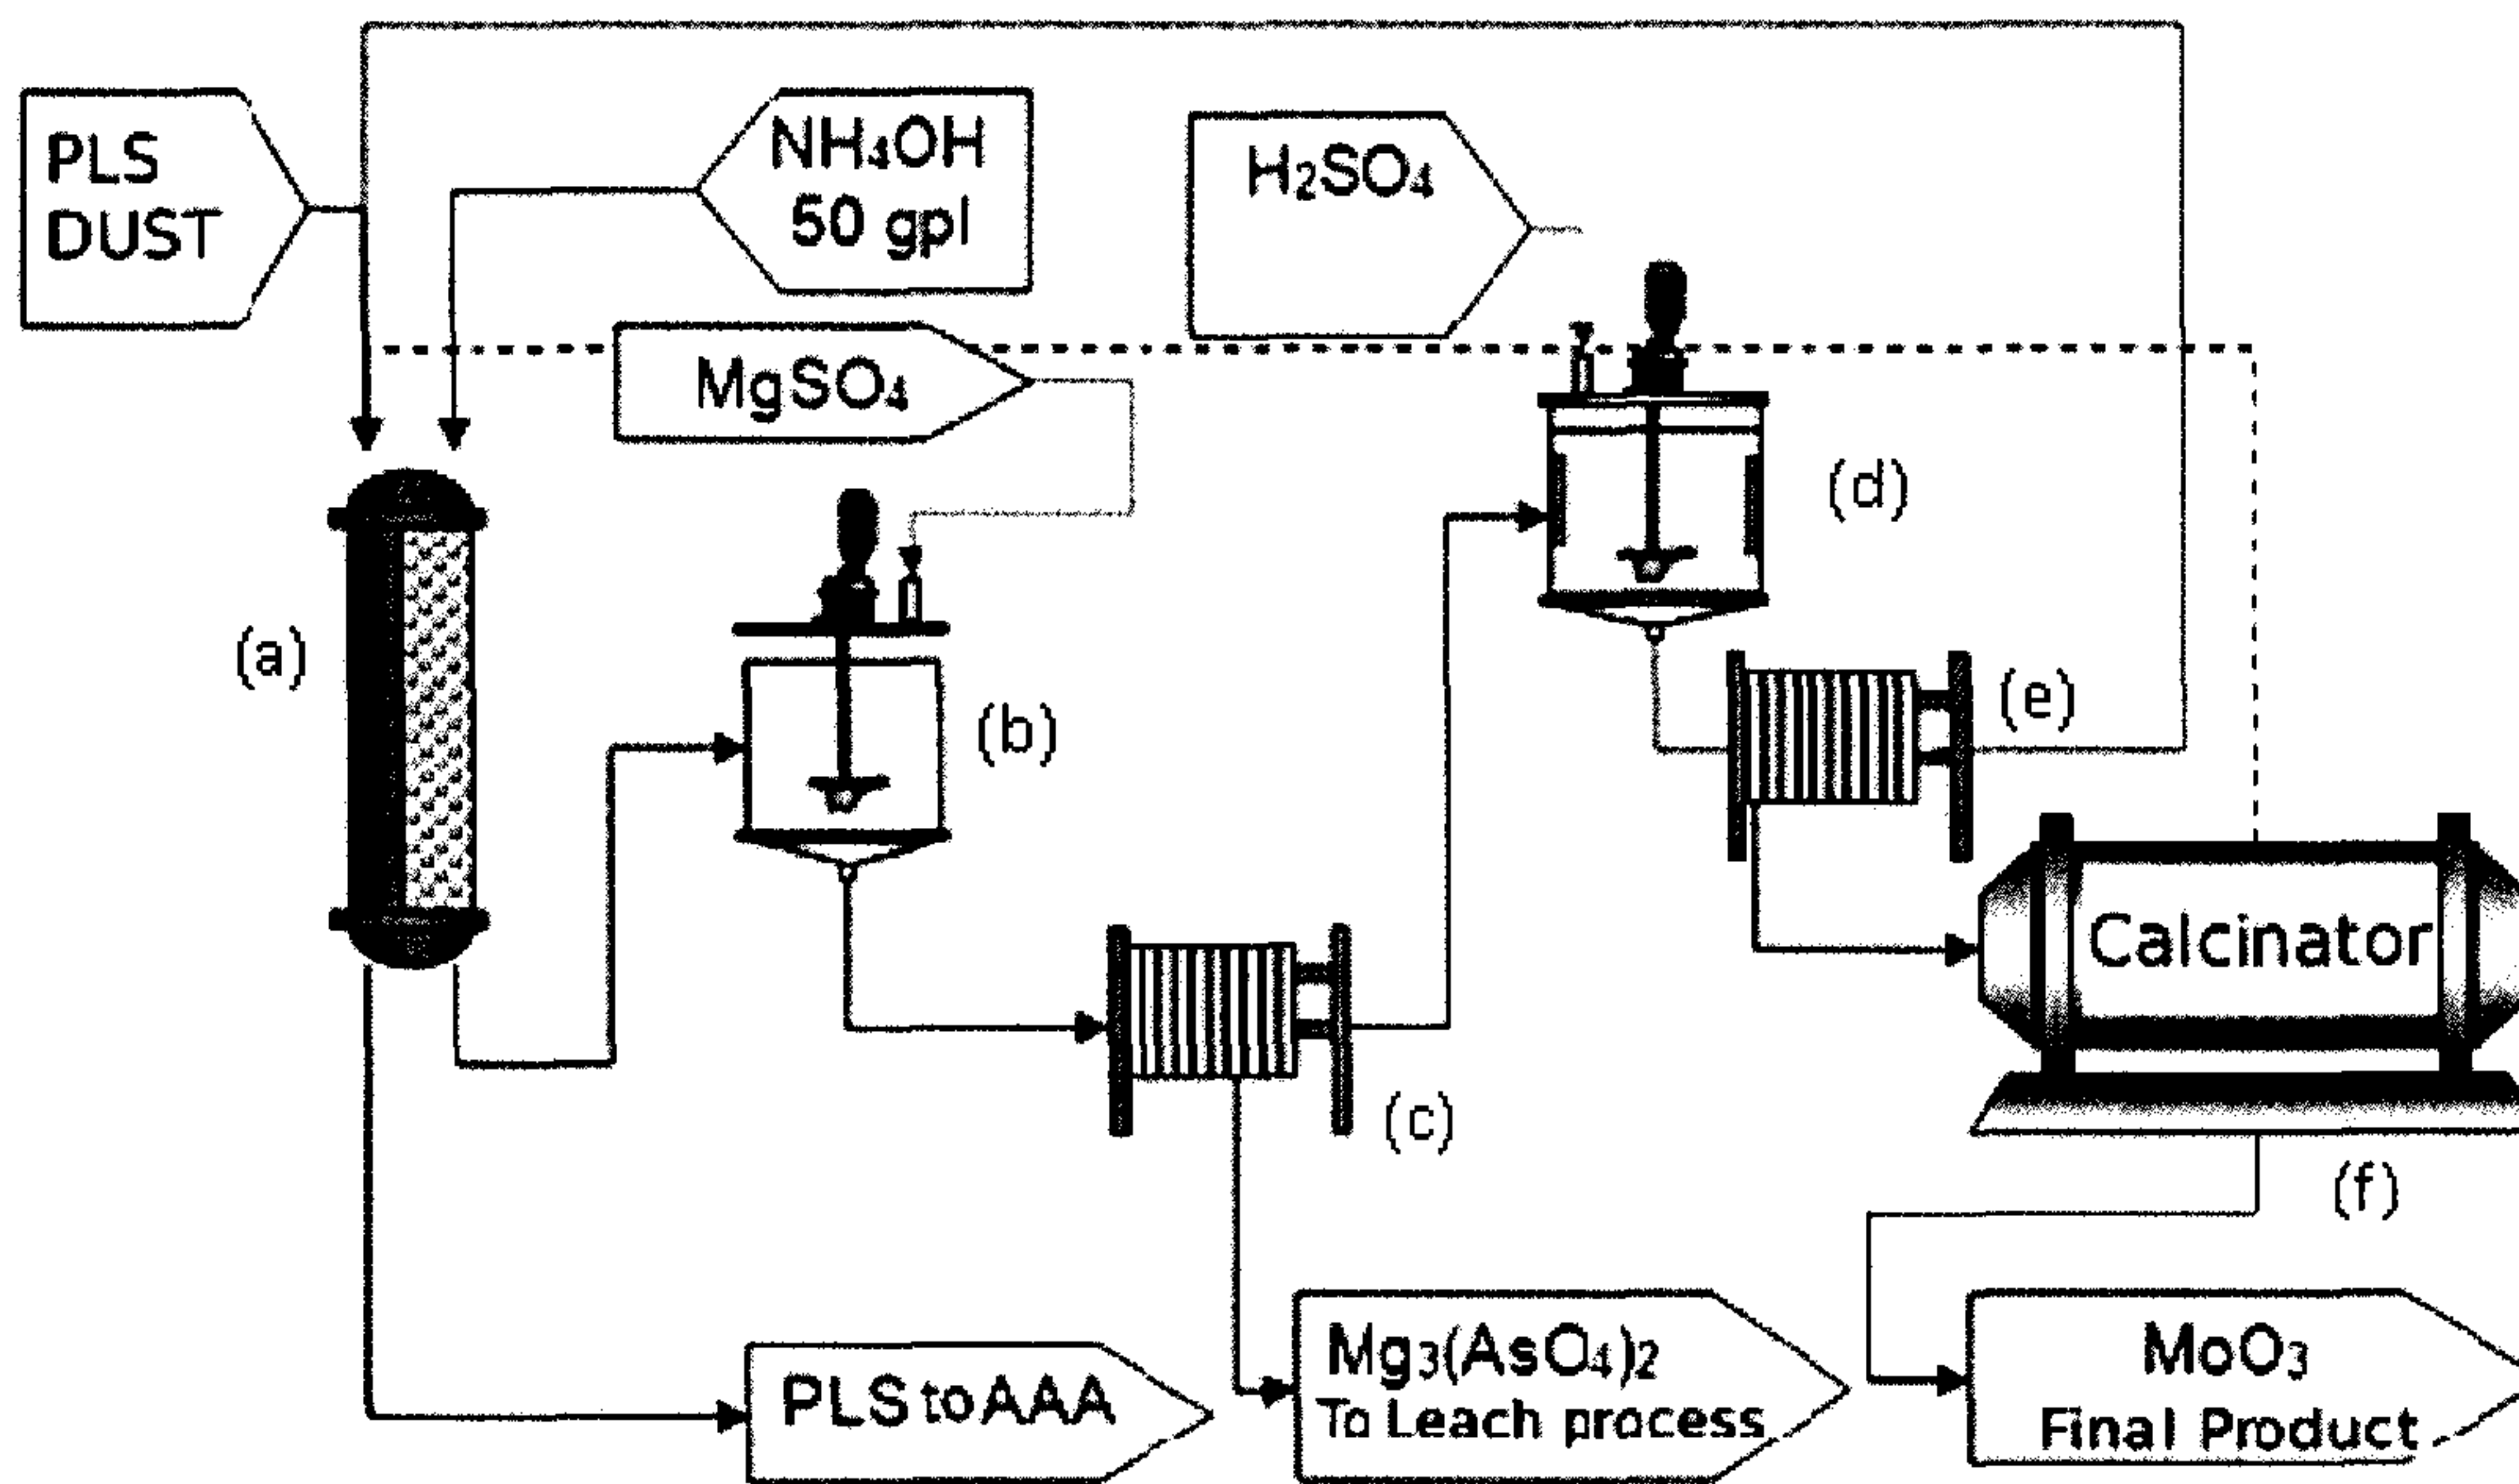 PLS
DUST
NH₄OH
50 gpl
H₂SO₄
MgSO₄
(a)
(b)
(c)
(d)
(e)
Calcinator
(f)
PLS to AAA
Mg₃(AsO₄)₂
To Leach process
MoO₃
Final Product